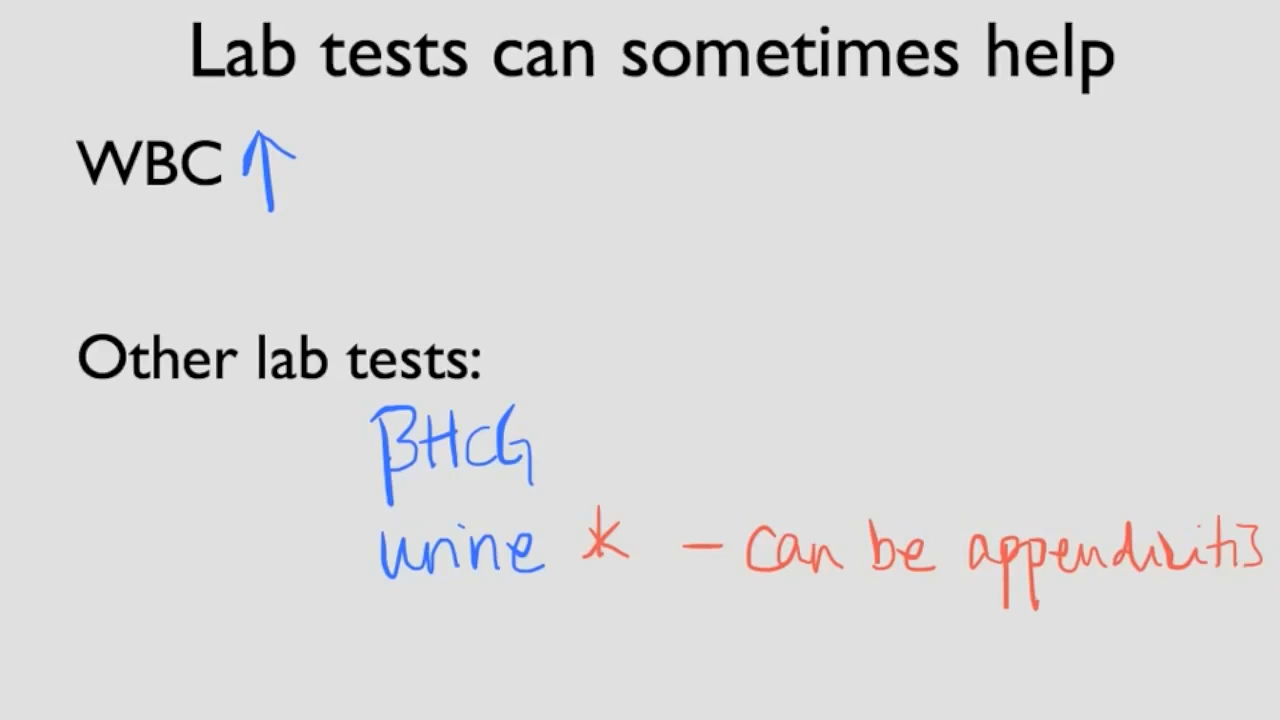 Lab tests can sometimes help
WBC ↑
Other lab tests:
βHCG
urine * - can be appendicitis